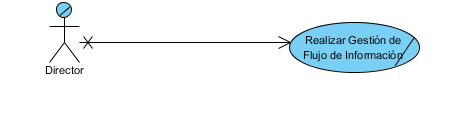 Realizar Gestión de
Flujo de Información
Director